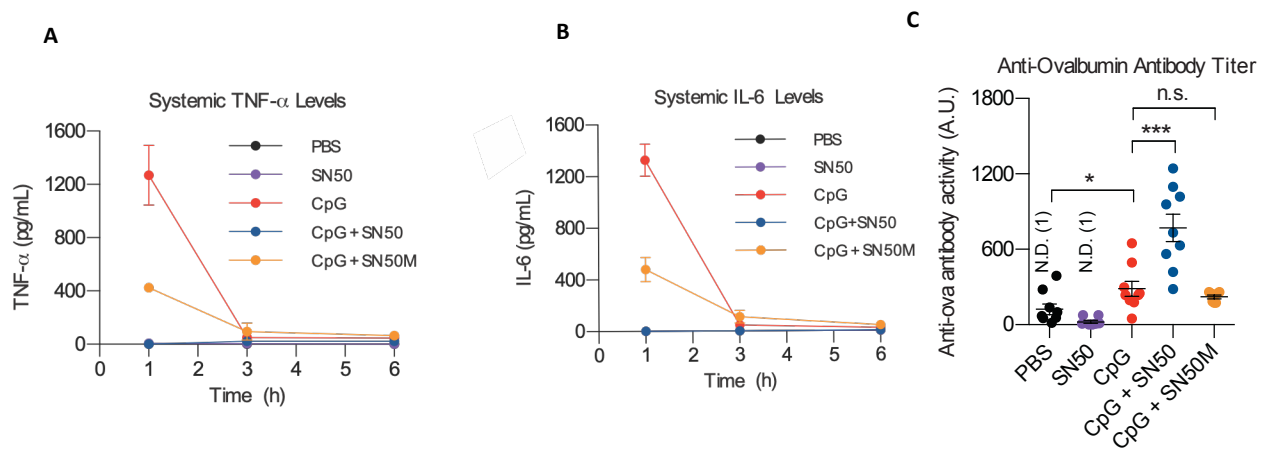 A
B
C
Systemic TNF-α Levels
TNF-α (pg/mL)
1600
1200
800
400
0
0 1 2 3 4 5 6
Time (h)
PBS
SN50
CpG
CpG + SN50
CpG + SN50M
Systemic IL-6 Levels
IL-6 (pg/mL)
1600
1200
800
400
0
0 1 2 3 4 5 6
Time (h)
PBS
SN50
CpG
CpG+SN50
CpG + SN50M
Anti-Ovalbumin Antibody Titer
Anti-ova antibody activity (A.U.)
1800
1200
600
0
n.s.
***
*
N.D. (1)
N.D. (1)
PBS
SN50
CpG
CpG + SN50
CpG + SN50M